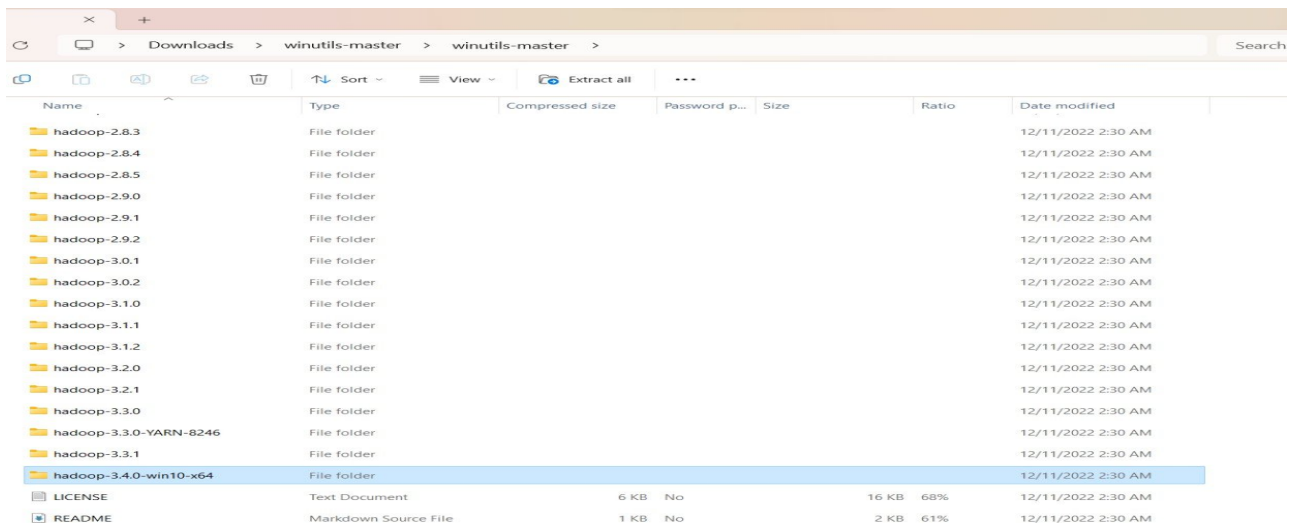 Downloads > winutils-master > winutils-master >
Search
Sort View Extract all ...
Name Type Compressed size Password p... Size Ratio Date modified
hadoop-2.8.3 File folder 12/11/2022 2:30 AM
hadoop-2.8.4 File folder 12/11/2022 2:30 AM
hadoop-2.8.5 File folder 12/11/2022 2:30 AM
hadoop-2.9.0 File folder 12/11/2022 2:30 AM
hadoop-2.9.1 File folder 12/11/2022 2:30 AM
hadoop-2.9.2 File folder 12/11/2022 2:30 AM
hadoop-3.0.1 File folder 12/11/2022 2:30 AM
hadoop-3.0.2 File folder 12/11/2022 2:30 AM
hadoop-3.1.0 File folder 12/11/2022 2:30 AM
hadoop-3.1.1 File folder 12/11/2022 2:30 AM
hadoop-3.1.2 File folder 12/11/2022 2:30 AM
hadoop-3.2.0 File folder 12/11/2022 2:30 AM
hadoop-3.2.1 File folder 12/11/2022 2:30 AM
hadoop-3.3.0 File folder 12/11/2022 2:30 AM
hadoop-3.3.0-YARN-8246 File folder 12/11/2022 2:30 AM
hadoop-3.3.1 File folder 12/11/2022 2:30 AM
hadoop-3.4.0-win10-x64 File folder 12/11/2022 2:30 AM
LICENSE Text Document 6 KB No 16 KB 68% 12/11/2022 2:30 AM
README Markdown Source File 1 KB No 2 KB 61% 12/11/2022 2:30 AM